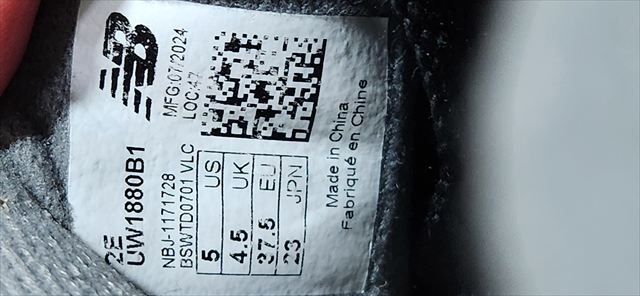 NB
2E
UW1880B1
MFG:07/2024
LOC:47
NBJ-1171728
BSWTD0701 VLC
5 US
4.5 UK
37.5 EU
23 JPN
Made in China
Fabriqué en Chine